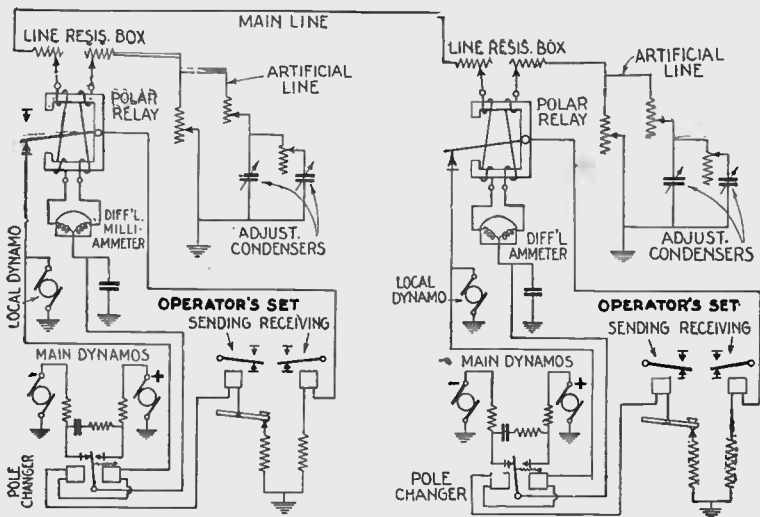 MAIN LINE
LINE RESIS. BOX
ARTIFICIAL
LINE
POLAR
RELAY
DIFF'L.
MILLI-
AMMETER
ADJUST.
CONDENSERS
LOCAL DYNAMO
OPERATOR'S SET
SENDING RECEIVING
MAIN DYNAMOS
- +
POLE
CHANGER
LINE RESIS. BOX
ARTIFICIAL
LINE
POLAR
RELAY
DIFF'L
AMMETER
ADJUST.
CONDENSERS
LOCAL
DYNAMO
OPERATOR'S SET
SENDING RECEIVING
MAIN DYNAMOS
- +
POLE
CHANGER